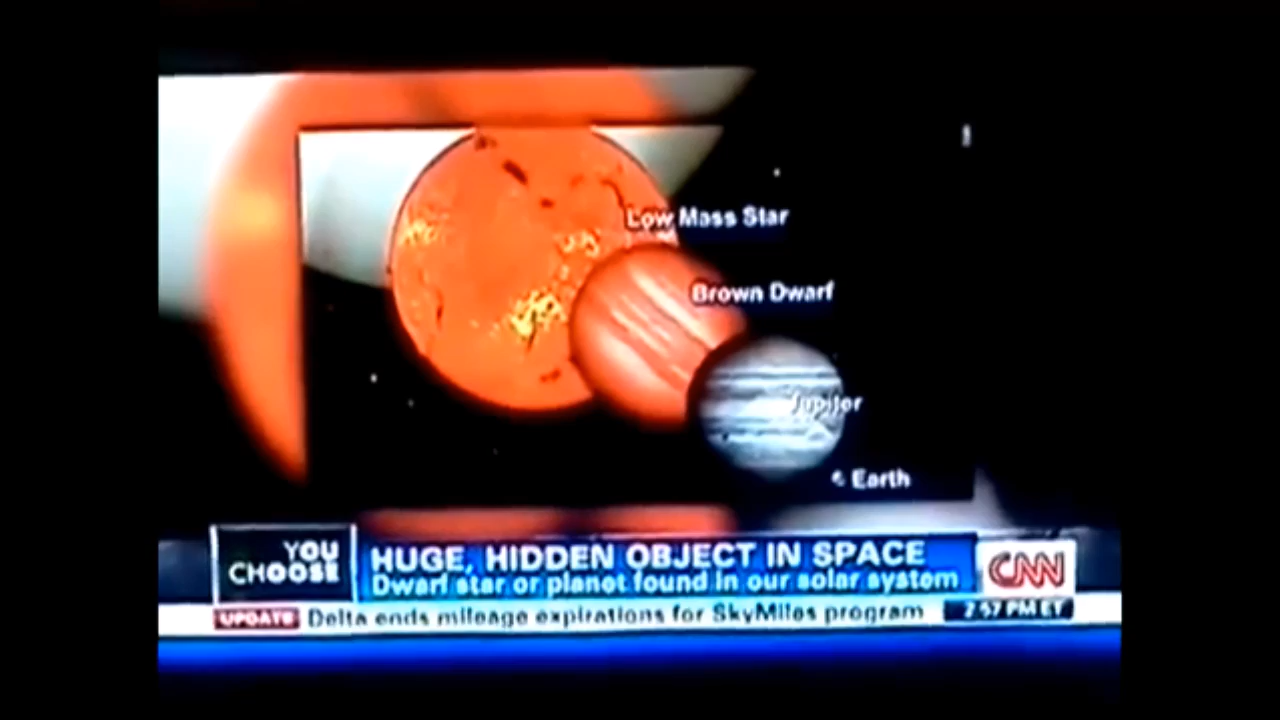 Low Mass Star
Brown Dwarf
Jupiter
Earth
YOU
CHOOSE
HUGE, HIDDEN OBJECT IN SPACE
Dwarf star or planet found in our solar system
CNN
UPDATE Delta ends mileage expirations for SkyMiles program
2:57 PM ET